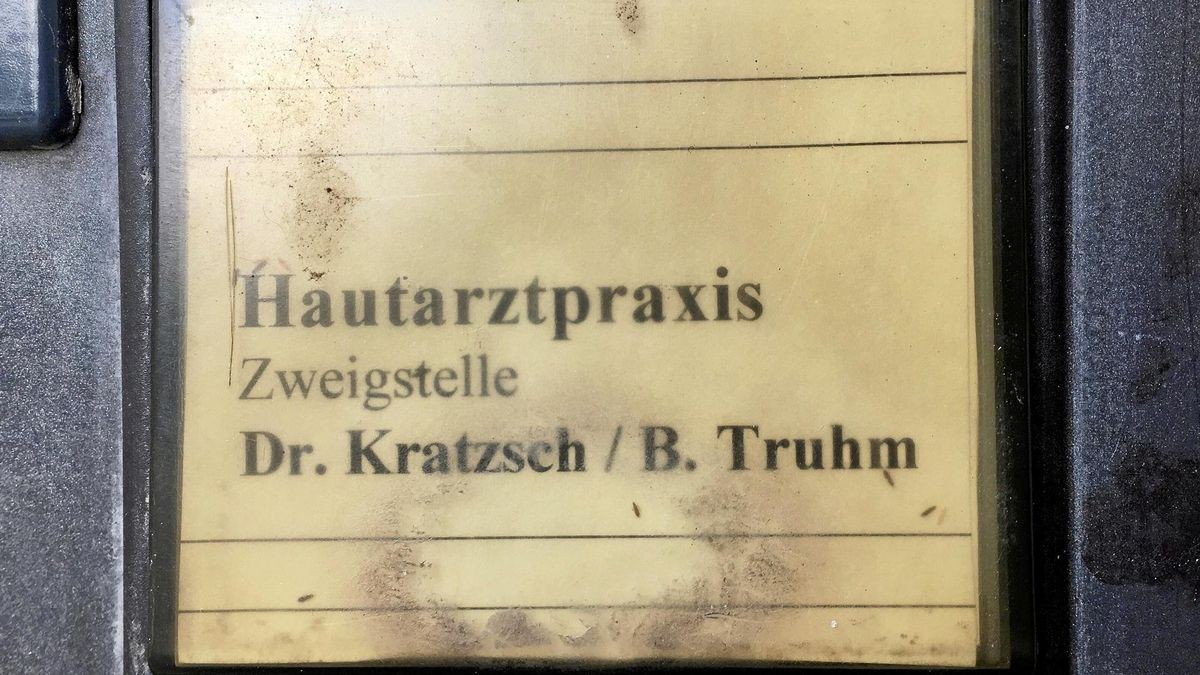 Hautarztpraxis
Zweigstelle
Dr. Kratzsch / B. Truhm